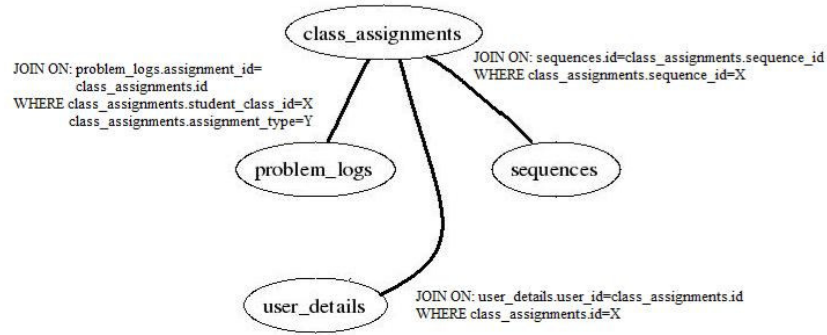 class_assignments
JOIN ON: problem_logs.assignment_id=
class_assignments.id
WHERE class_assignments.student_class_id=X
class_assignments.assignment_type=Y
JOIN ON: sequences.id=class_assignments.sequence_id
WHERE class_assignments.sequence_id=X
problem_logs
sequences
user_details
JOIN ON: user_details.user_id=class_assignments.id
WHERE class_assignments.id=X